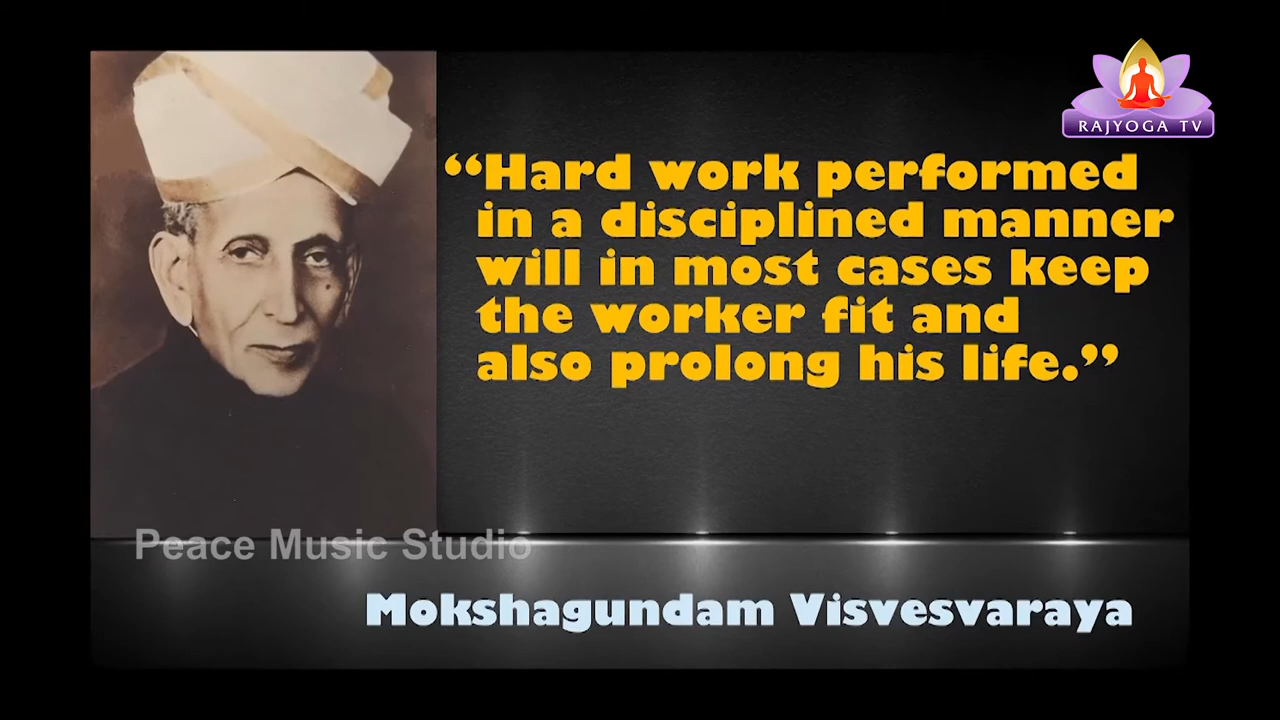 RAJYOGA TV
“Hard work performed
in a disciplined manner
will in most cases keep
the worker fit and
also prolong his life.”
Peace Music Studio
Mokshagundam Visvesvaraya